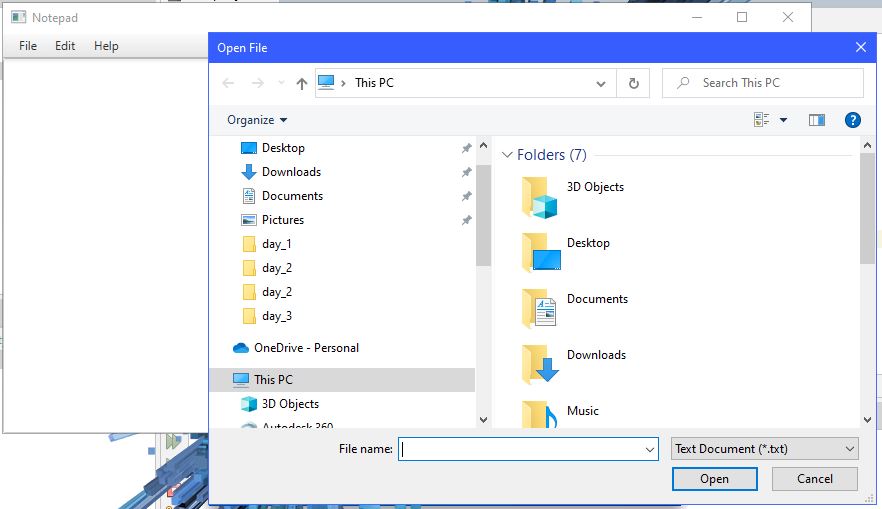 Notepad
File Edit Help
Open File
This PC
Search This PC
Organize
Desktop
Downloads
Documents
Pictures
day_1
day_2
day_2
day_3
OneDrive - Personal
This PC
3D Objects
Autodesk 360
Folders (7)
3D Objects
Desktop
Documents
Downloads
Music
File name:
Text Document (*.txt)
Open Cancel